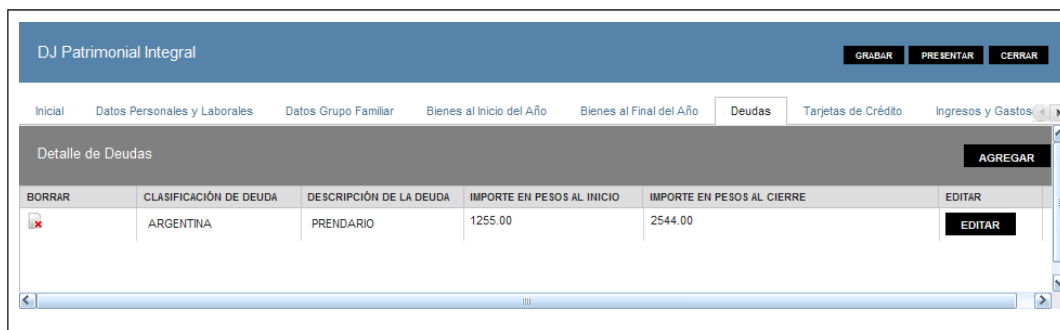 DJ Patrimonial Integral
GRABAR PRESENTAR CERRAR
Inicial Datos Personales y Laborales Datos Grupo Familiar Bienes al Inicio del Año Bienes al Final del Año Deudas Tarjetas de Crédito Ingresos y Gastos
Detalle de Deudas
AGREGAR
BORRAR CLASIFICACIÓN DE DEUDA DESCRIPCIÓN DE LA DEUDA IMPORTE EN PESOS AL INICIO IMPORTE EN PESOS AL CIERRE EDITAR
ARGENTINA PRENDARIO 1255.00 2544.00 EDITAR